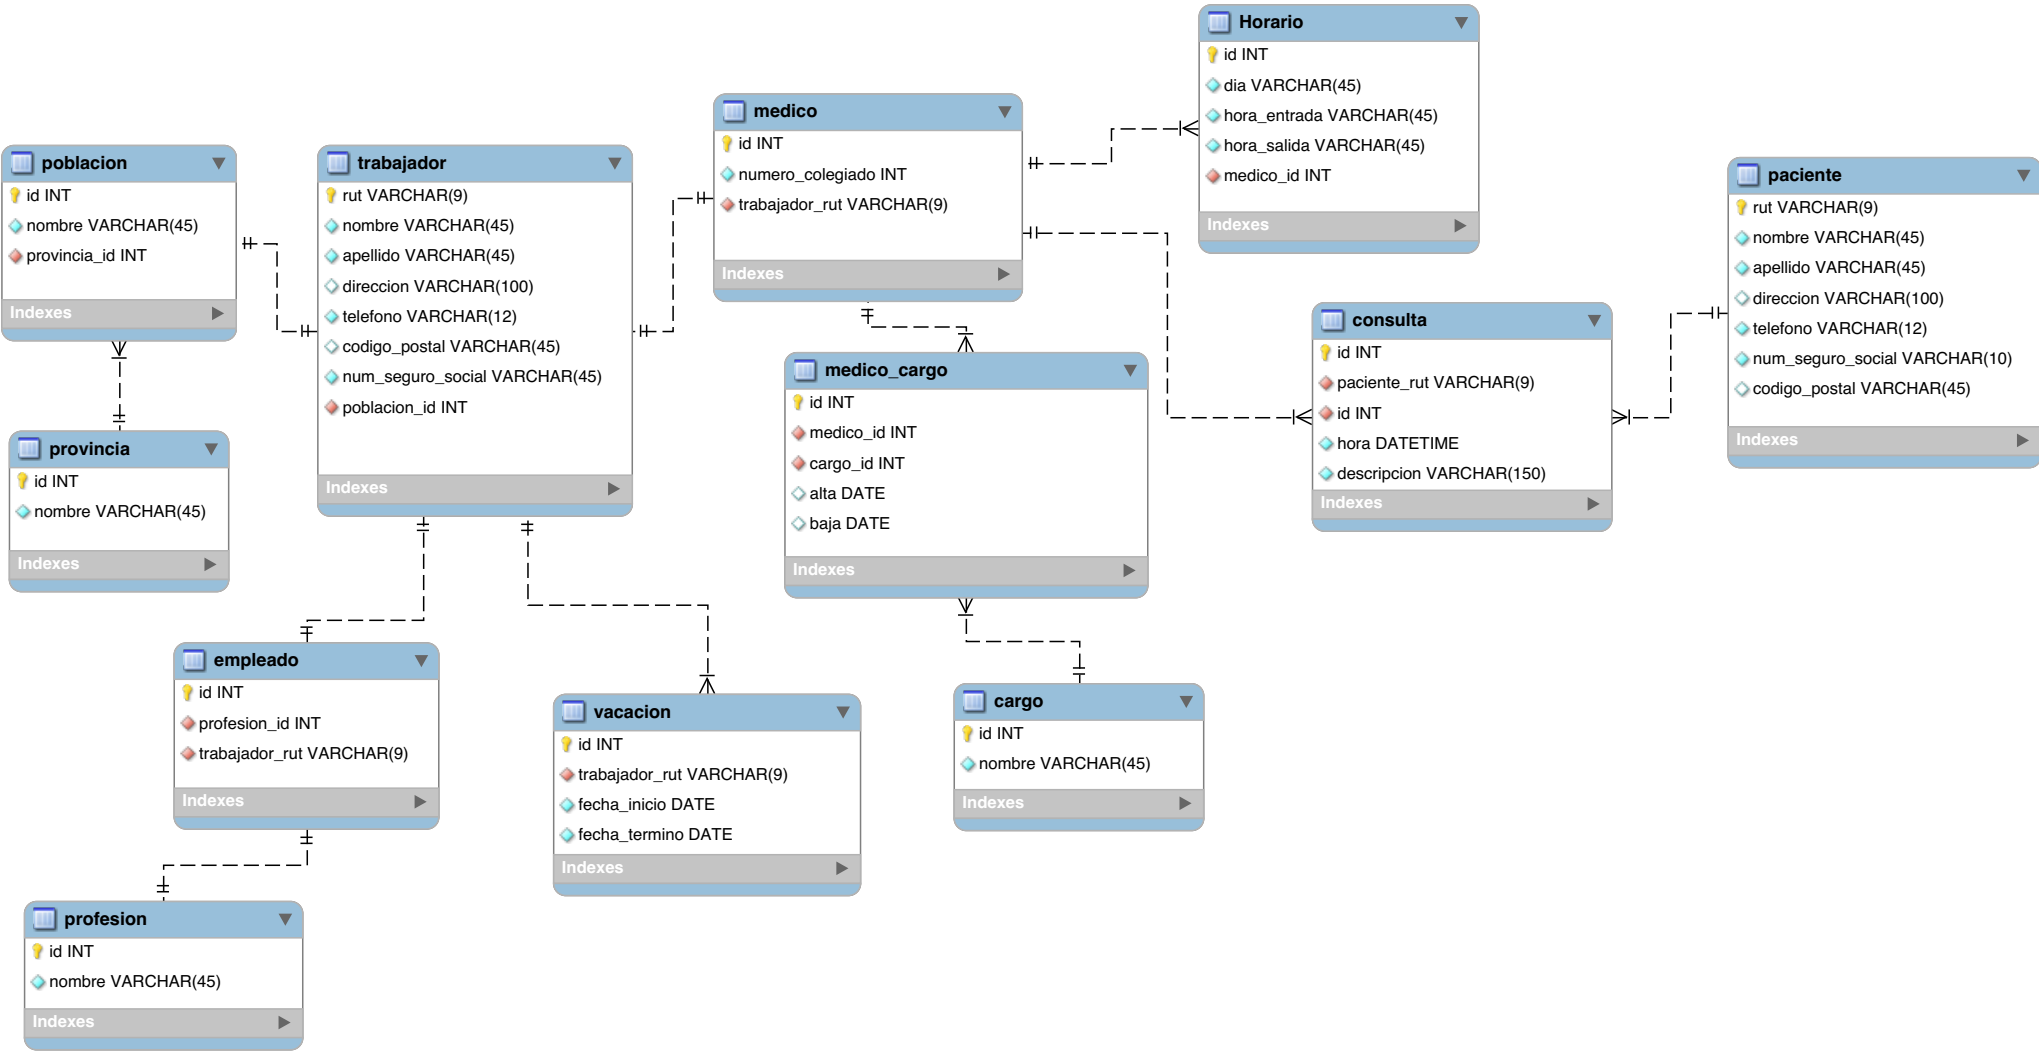 Horario
id INT
dia VARCHAR(45)
hora_entrada VARCHAR(45)
hora_salida VARCHAR(45)
medico_id INT
Indexes
medico
id INT
numero_colegiado INT
trabajador_rut VARCHAR(9)
Indexes
poblacion
id INT
nombre VARCHAR(45)
provincia_id INT
Indexes
trabajador
rut VARCHAR(9)
nombre VARCHAR(45)
apellido VARCHAR(45)
direccion VARCHAR(100)
telefono VARCHAR(12)
codigo_postal VARCHAR(45)
num_seguro_social VARCHAR(45)
poblacion_id INT
Indexes
paciente
rut VARCHAR(9)
nombre VARCHAR(45)
apellido VARCHAR(45)
direccion VARCHAR(100)
telefono VARCHAR(12)
num_seguro_social VARCHAR(10)
codigo_postal VARCHAR(45)
Indexes
consulta
id INT
paciente_rut VARCHAR(9)
id INT
hora DATETIME
descripcion VARCHAR(150)
Indexes
medico_cargo
id INT
medico_id INT
cargo_id INT
alta DATE
baja DATE
Indexes
provincia
id INT
nombre VARCHAR(45)
Indexes
empleado
id INT
profesion_id INT
trabajador_rut VARCHAR(9)
Indexes
vacacion
id INT
trabajador_rut VARCHAR(9)
fecha_inicio DATE
fecha_termino DATE
Indexes
cargo
id INT
nombre VARCHAR(45)
Indexes
profesion
id INT
nombre VARCHAR(45)
Indexes